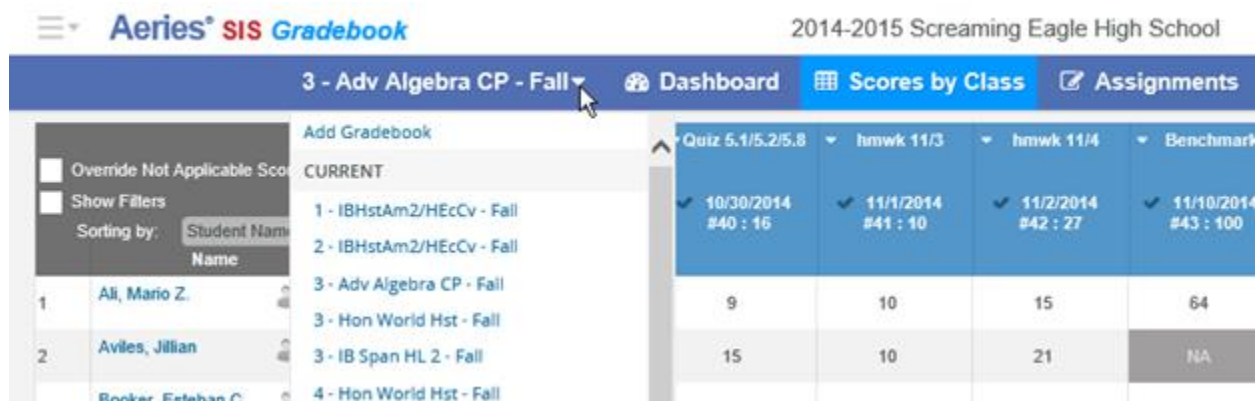 Aeries® SIS Gradebook
2014-2015 Screaming Eagle High School
3 - Adv Algebra CP - Fall
Dashboard
Scores by Class
Assignments
Override Not Applicable Sco
Show Filters
Sorting by: Student Nam
Name
Add Gradebook
CURRENT
1 - IBHstAm2/HEcCv - Fall
2 - IBHstAm2/HEcCv - Fall
3 - Adv Algebra CP - Fall
3 - Hon World Hst - Fall
3 - IB Span HL 2 - Fall
4 - Hon World Hst - Fall
Quiz 5.1/5.2/5.8 hmwk 11/3 hmwk 11/4 Benchmark
10/30/2014 11/1/2014 11/2/2014 11/10/2014
#40 : 16 #41 : 10 #42 : 27 #43 : 100
1 Ali, Mario Z. 9 10 15 64
2 Aviles, Jillian 15 10 21 NA
Booker, Esteban C.